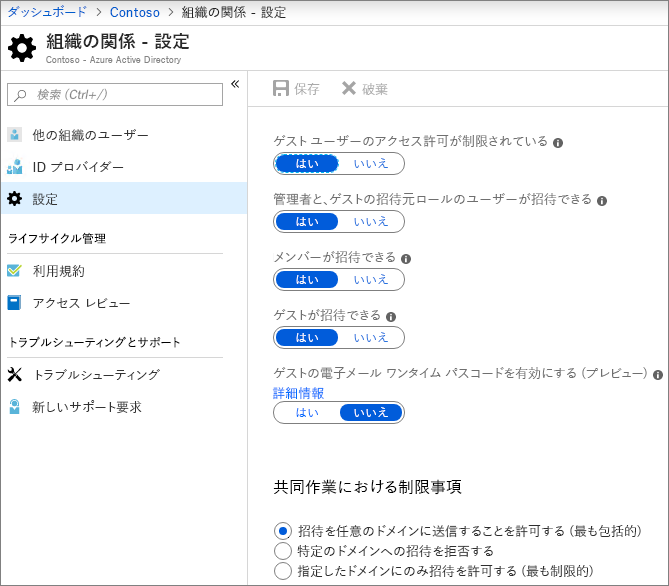 ダッシュボード > Contoso > 組織の関係 - 設定
組織の関係 - 設定
Contoso - Azure Active Directory
検索 (Ctrl+/)
«
他の組織のユーザー
ID プロバイダー
設定
ライフサイクル管理
利用規約
アクセス レビュー
トラブルシューティングとサポート
トラブルシューティング
新しいサポート要求
保存 破棄
ゲスト ユーザーのアクセス許可が制限されている
はい いいえ
管理者と、ゲストの招待元ロールのユーザーが招待できる
はい いいえ
メンバーが招待できる
はい いいえ
ゲストが招待できる
はい いいえ
ゲストの電子メール ワンタイム パスコードを有効にする (プレビュー)
詳細情報
はい いいえ
共同作業における制限事項
招待を任意のドメインに送信することを許可する (最も包括的)
特定のドメインへの招待を拒否する
指定したドメインにのみ招待を許可する (最も制限的)